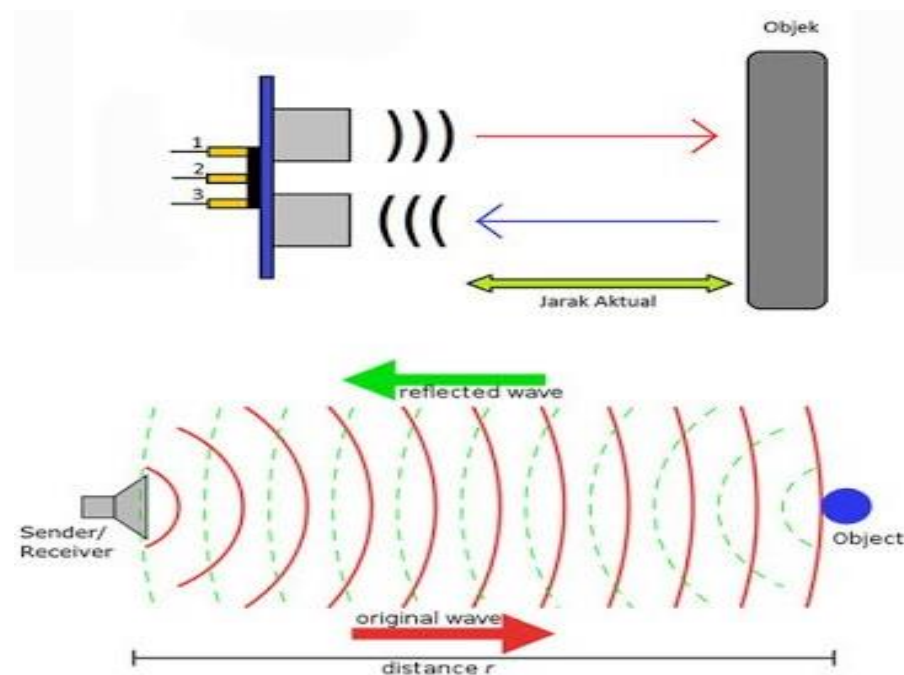 Objek
1
2
3
Jarak Aktual
reflected wave
Sender/
Receiver
Object
original wave
distance r